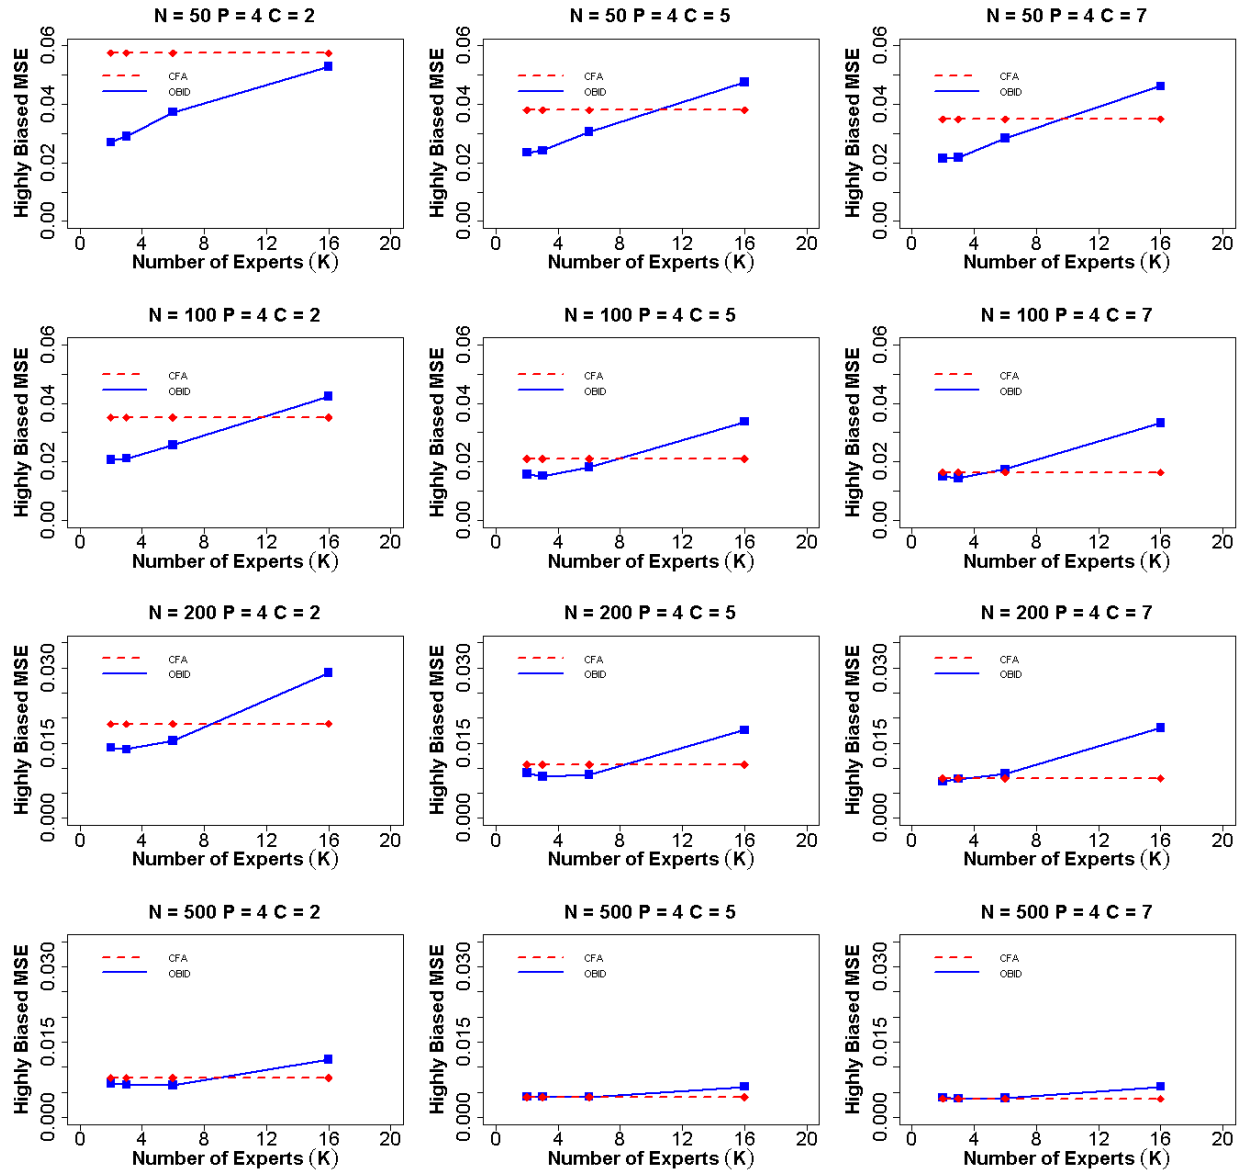 N = 50 P = 4 C = 2
Highly Biased MSE
0.00 0.02 0.04 0.06
CFA
OBID
0 4 8 12 16 20
Number of Experts (K)
N = 50 P = 4 C = 5
Highly Biased MSE
0.00 0.02 0.04 0.06
CFA
OBID
0 4 8 12 16 20
Number of Experts (K)
N = 50 P = 4 C = 7
Highly Biased MSE
0.00 0.02 0.04 0.06
CFA
OBID
0 4 8 12 16 20
Number of Experts (K)
N = 100 P = 4 C = 2
Highly Biased MSE
0.00 0.02 0.04 0.06
CFA
OBID
0 4 8 12 16 20
Number of Experts (K)
N = 100 P = 4 C = 5
Highly Biased MSE
0.00 0.02 0.04 0.06
CFA
OBID
0 4 8 12 16 20
Number of Experts (K)
N = 100 P = 4 C = 7
Highly Biased MSE
0.00 0.02 0.04 0.06
CFA
OBID
0 4 8 12 16 20
Number of Experts (K)
N = 200 P = 4 C = 2
Highly Biased MSE
0.000 0.015 0.030
CFA
OBID
0 4 8 12 16 20
Number of Experts (K)
N = 200 P = 4 C = 5
Highly Biased MSE
0.000 0.015 0.030
CFA
OBID
0 4 8 12 16 20
Number of Experts (K)
N = 200 P = 4 C = 7
Highly Biased MSE
0.000 0.015 0.030
CFA
OBID
0 4 8 12 16 20
Number of Experts (K)
N = 500 P = 4 C = 2
Highly Biased MSE
0.000 0.015 0.030
CFA
OBID
0 4 8 12 16 20
Number of Experts (K)
N = 500 P = 4 C = 5
Highly Biased MSE
0.000 0.015 0.030
CFA
OBID
0 4 8 12 16 20
Number of Experts (K)
N = 500 P = 4 C = 7
Highly Biased MSE
0.000 0.015 0.030
CFA
OBID
0 4 8 12 16 20
Number of Experts (K)